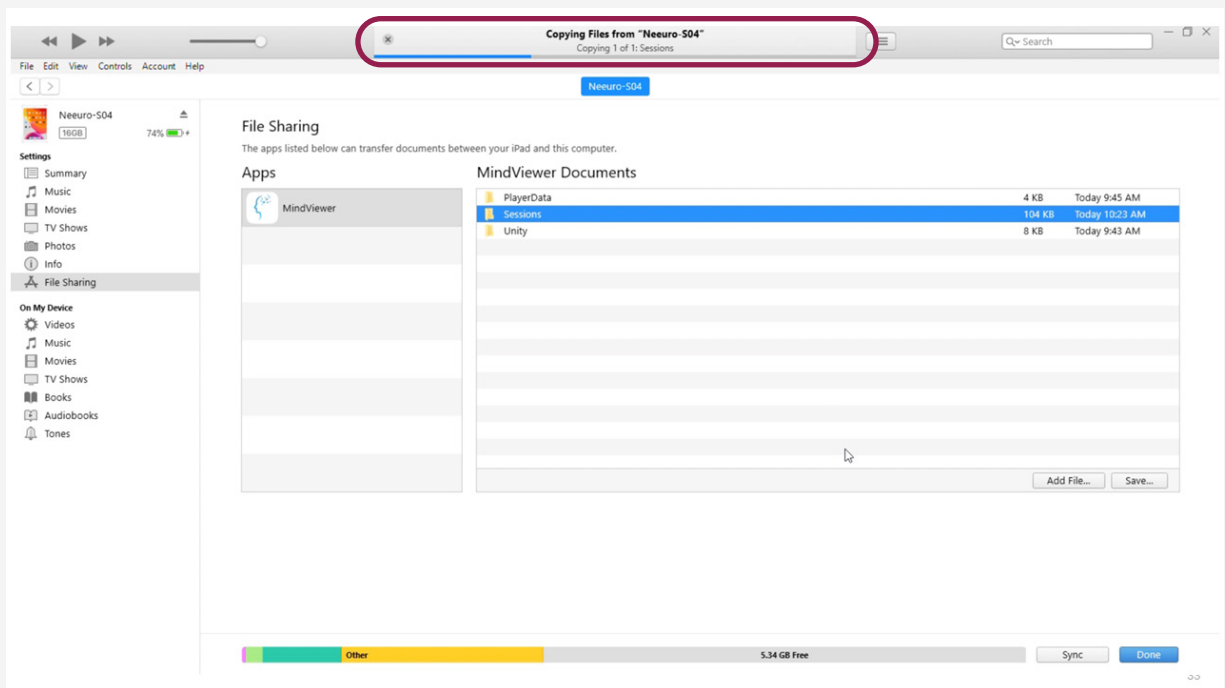 Copying Files from "Neeuro-S04"
Copying 1 of 1: Sessions
Search
File Edit View Controls Account Help
Neeuro-S04
Neeuro-S04
16GB 74%
Settings
Summary
Music
Movies
TV Shows
Photos
Info
File Sharing
On My Device
Videos
Music
Movies
TV Shows
Books
Audiobooks
Tones
File Sharing
The apps listed below can transfer documents between your iPad and this computer.
Apps
MindViewer
MindViewer Documents
PlayerData 4 KB Today 9:45 AM
Sessions 104 KB Today 10:23 AM
Unity 8 KB Today 9:43 AM
Add File... Save...
Other 5.34 GB Free Sync Done